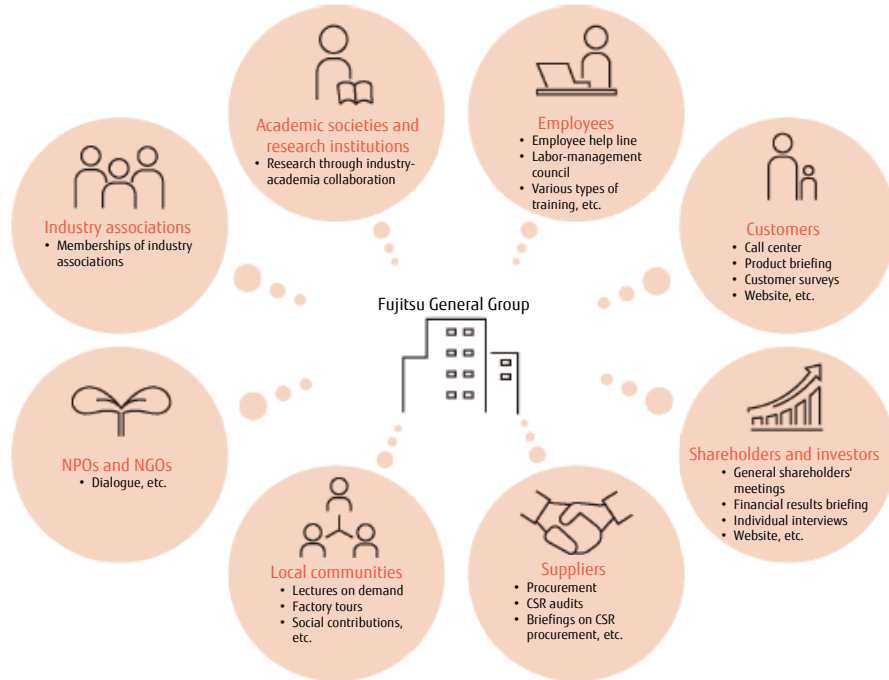 Academic societies and
research institutions
• Research through industry-
academia collaboration
Employees
• Employee help line
• Labor-management
council
• Various types of
training, etc.
Industry associations
• Memberships of industry
associations
Customers
• Call center
• Product briefing
• Customer surveys
• Website, etc.
Fujitsu General Group
NPOs and NGOs
• Dialogue, etc.
Shareholders and investors
• General shareholders'
meetings
• Financial results briefing
• Individual interviews
• Website, etc.
Local communities
• Lectures on demand
• Factory tours
• Social contributions,
etc.
Suppliers
• Procurement
• CSR audits
• Briefings on CSR
procurement, etc.